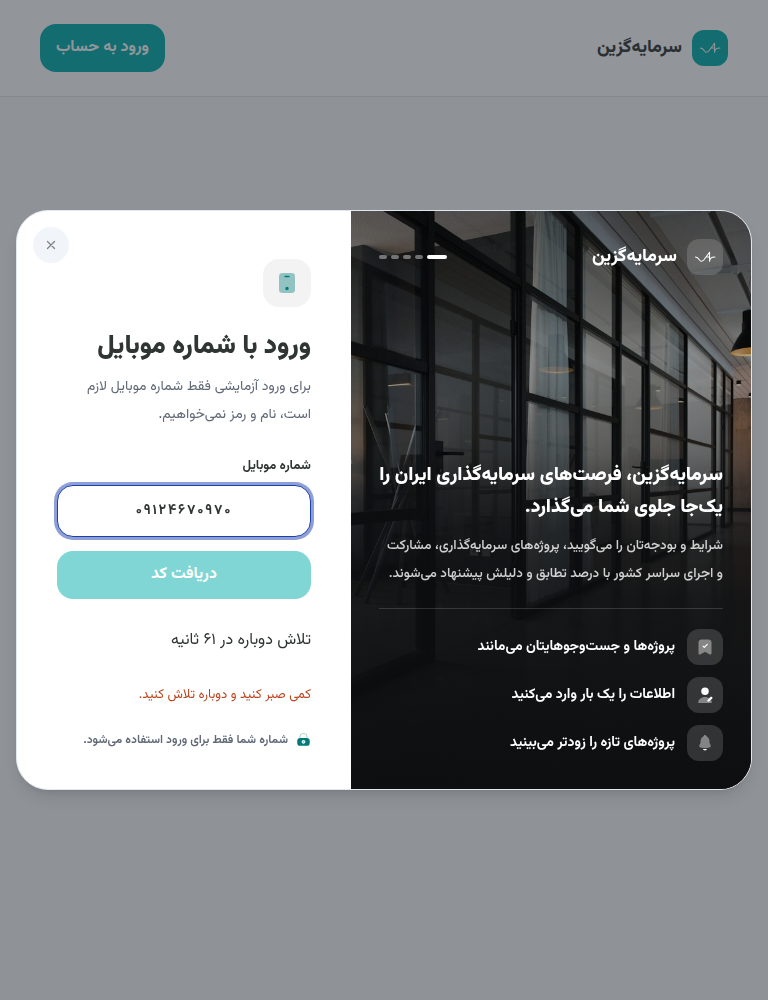 سرمایه‌گزین
ورود به حساب
سرمایه‌گزین
سرمایه‌گزین، فرصت‌های سرمایه‌گذاری ایران را
یک‌جا جلوی شما می‌گذارد.
شرایط و بودجه‌تان را می‌گویید، پروژه‌های سرمایه‌گذاری، مشارکت
و اجرای سراسر کشور با درصد تطابق و دلیلش پیشنهاد می‌شوند.
پروژه‌ها و جست‌وجوهایتان می‌مانند
اطلاعات را یک بار وارد می‌کنید
پروژه‌های تازه را زودتر می‌بینید
ورود با شماره موبایل
برای ورود آزمایشی فقط شماره موبایل لازم
است، نام و رمز نمی‌خواهیم.
شماره موبایل
۰۹۱۲۴۶۷۰۹۷۰
دریافت کد
تلاش دوباره در ۶۱ ثانیه
کمی صبر کنید و دوباره تلاش کنید.
شماره شما فقط برای ورود استفاده می‌شود.